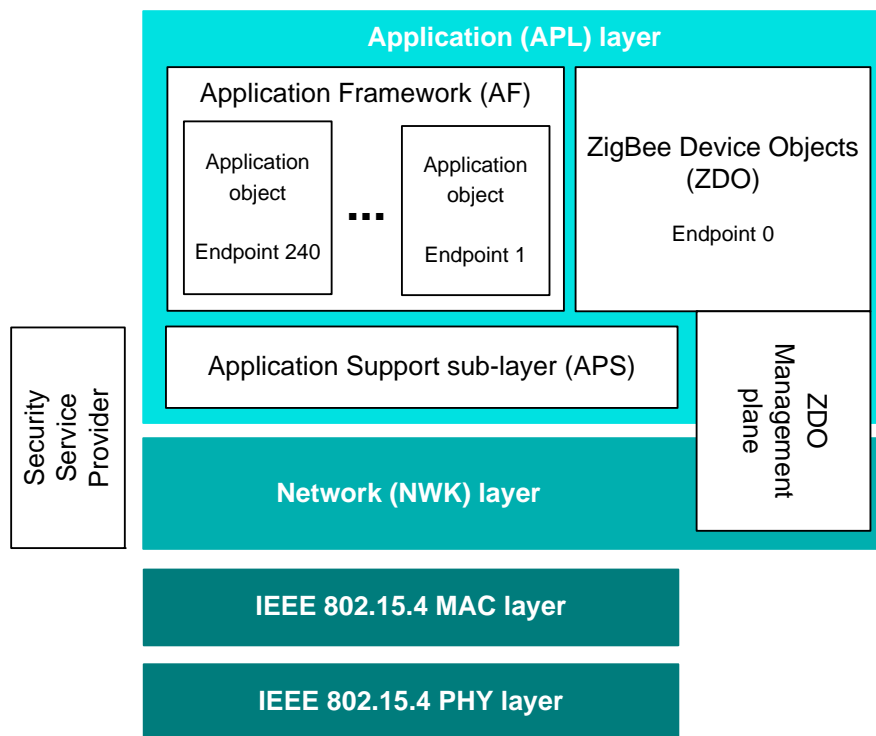 Application (APL) layer
Application Framework (AF)
Application
object
Endpoint 240
...
Application
object
Endpoint 1
ZigBee Device Objects
(ZDO)
Endpoint 0
Application Support sub-layer (APS)
ZDO
Management
plane
Security
Service
Provider
Network (NWK) layer
IEEE 802.15.4 MAC layer
IEEE 802.15.4 PHY layer